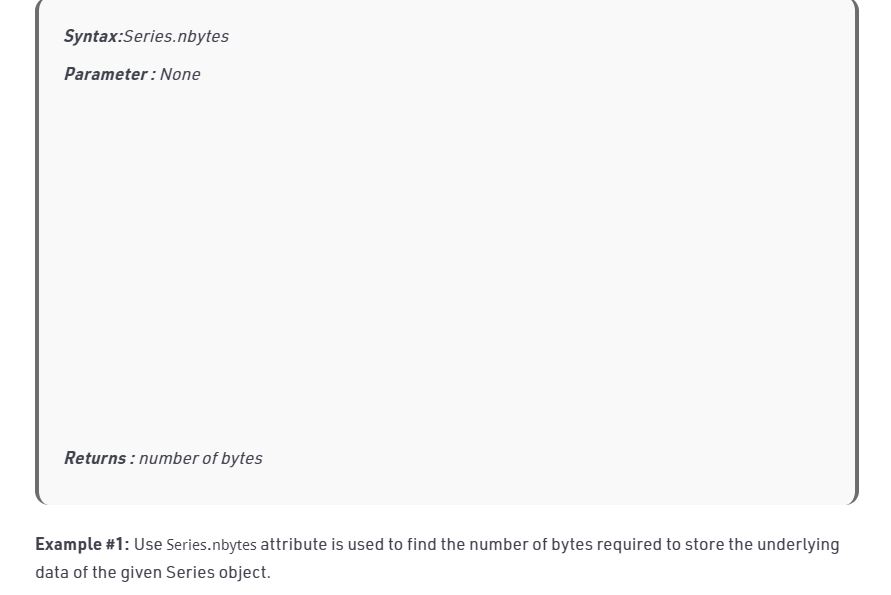 Syntax:Series.nbytes
Parameter : None
Returns : number of bytes
Example #1: Use Series.nbytes attribute is used to find the number of bytes required to store the underlying
data of the given Series object.